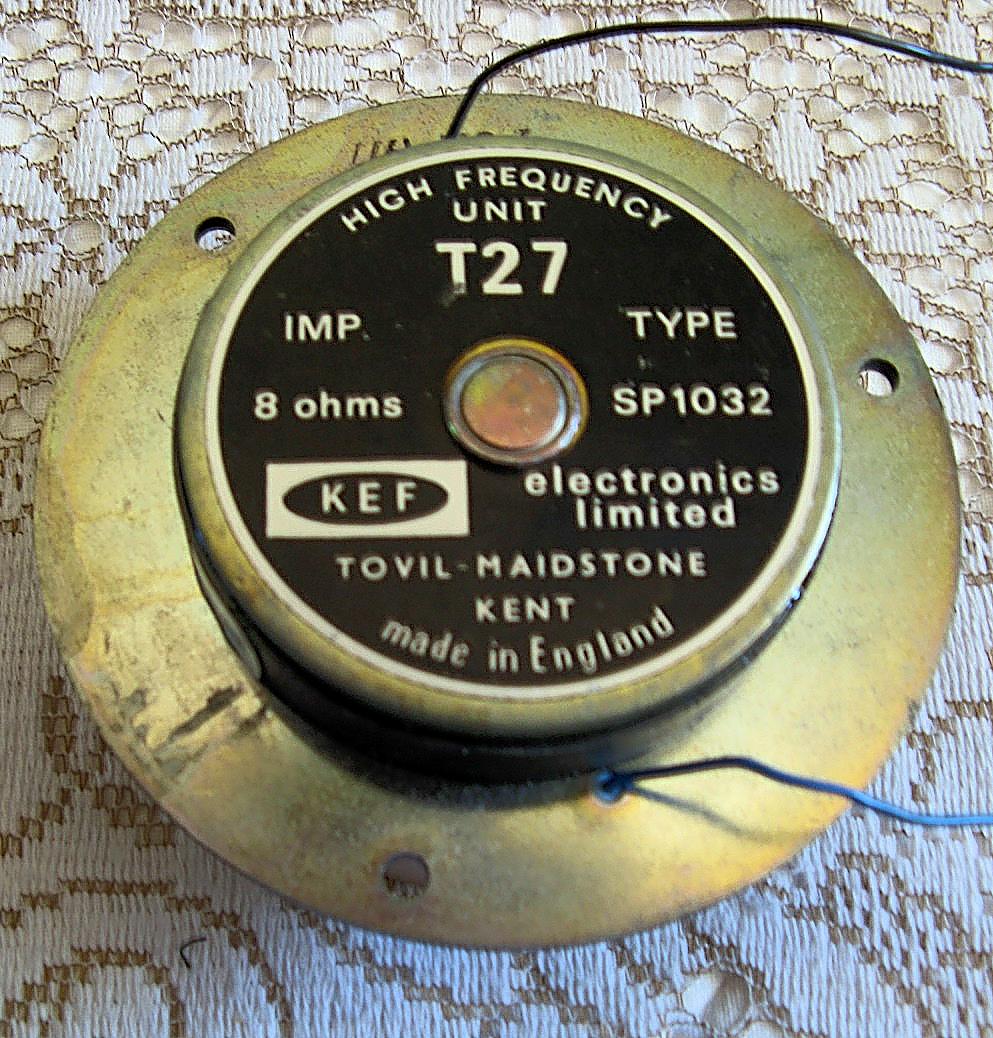 HIGH FREQUENCY
UNIT
T27
IMP. TYPE
8 ohms SP1032
KEF electronics
limited
TOVIL-MAIDSTONE
KENT
made in England